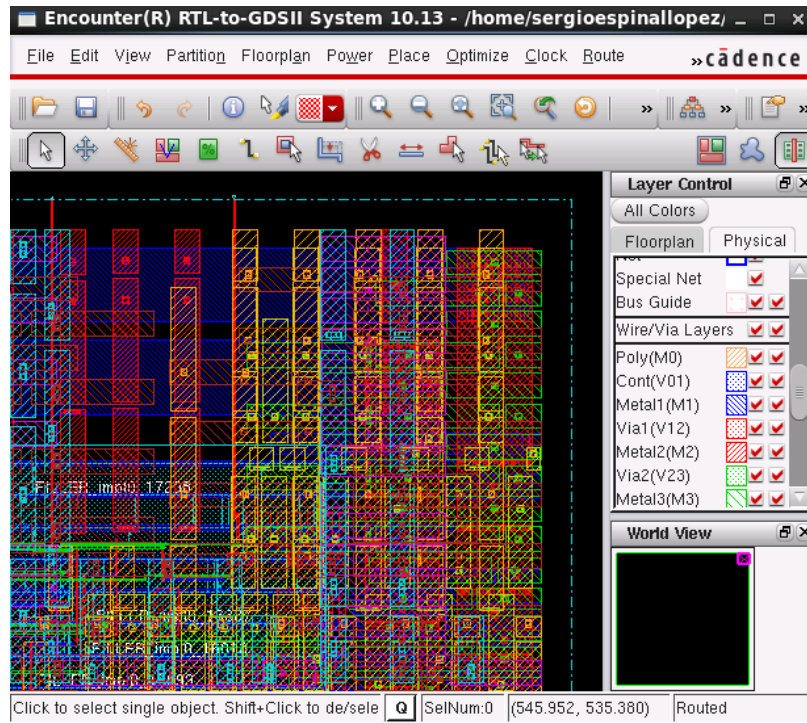 Encounter(R) RTL-to-GDSII System 10.13 - /home/sergioespinallopez/
File Edit View Partition Floorplan Power Place Optimize Clock Route » cādence
» » »
Layer Control
All Colors
Floorplan Physical
Net
Special Net
Bus Guide
Wire/Via Layers
Poly(M0)
Cont(V01)
Metal1(M1)
Via1(V12)
Metal2(M2)
Via2(V23)
Metal3(M3)
World View
Click to select single object. Shift+Click to de/sele Q SelNum:0 (545.952, 535.380) Routed